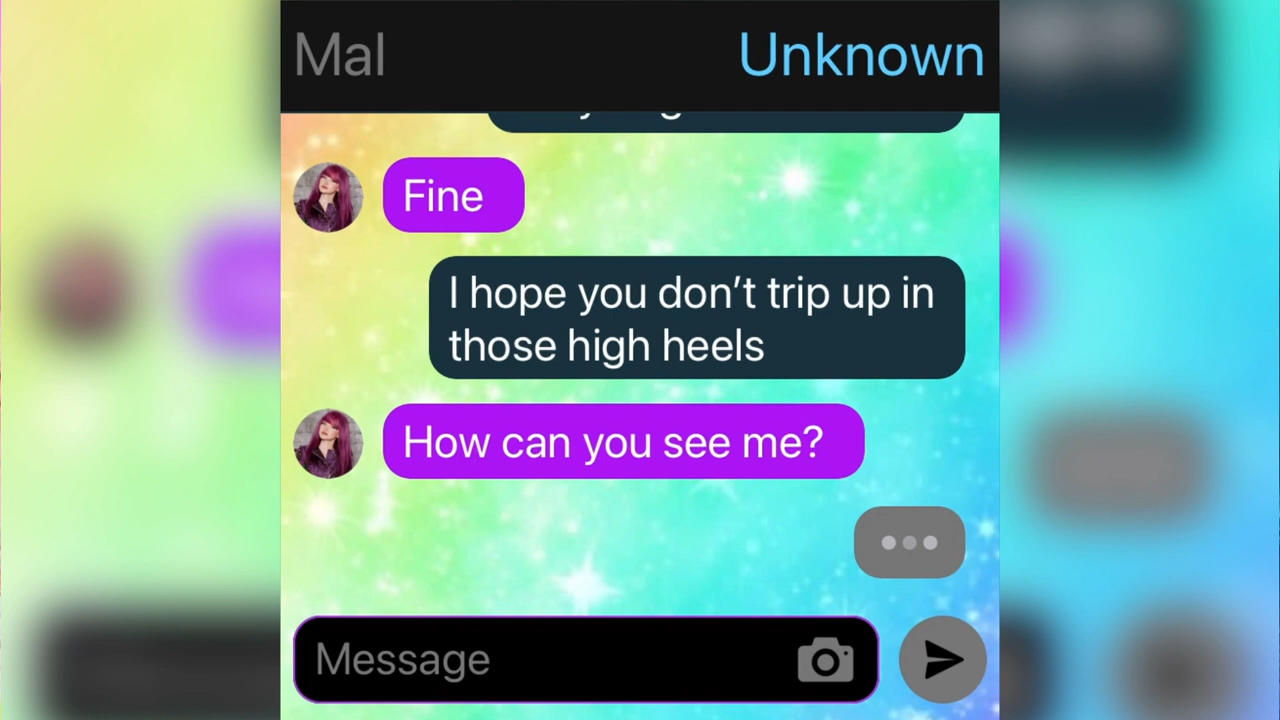 Mal
Unknown
Fine
I hope you don’t trip up in
those high heels
How can you see me?
Message